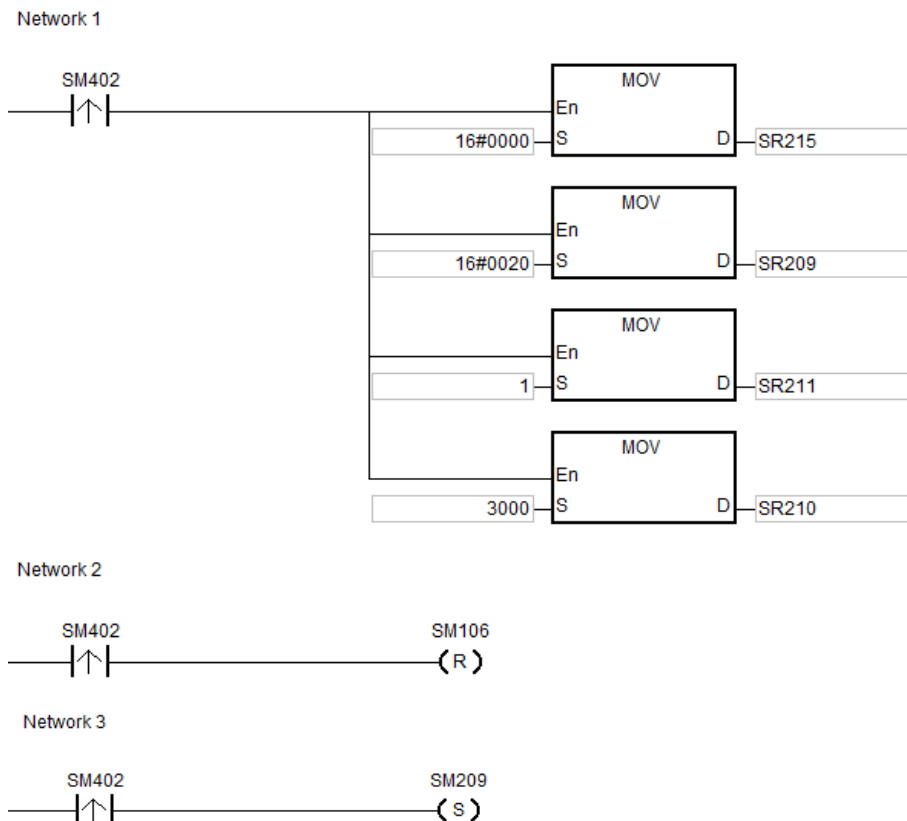 Network 1
SM402
MOV
En
16#0000 S D SR215
MOV
En
16#0020 S D SR209
MOV
En
1 S D SR211
MOV
En
3000 S D SR210
Network 2
SM402 SM106
R
Network 3
SM402 SM209
S